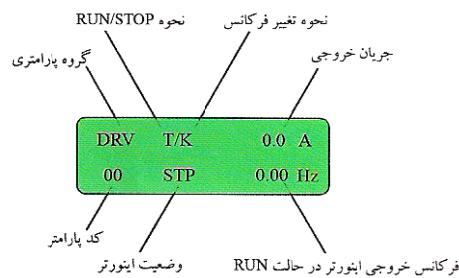 نحوه RUN/STOP
نحوه تغییر فرکانس
گروه پارامتری
جریان خروجی
DRV T/K 0.0 A
00 STP 0.00 Hz
کد پارامتر
وضعیت اینورتر
فرکانس خروجی اینورتر در حالت RUN